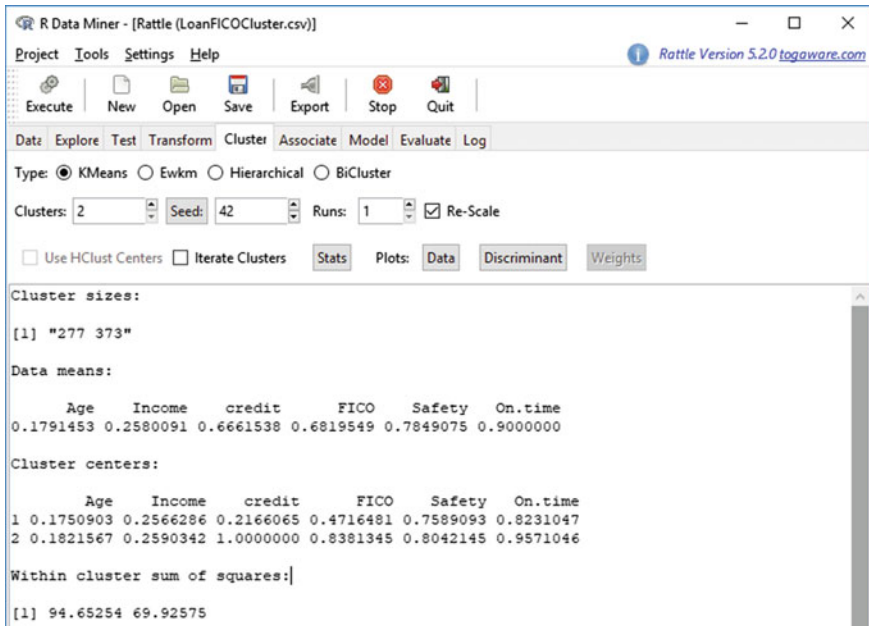 R Data Miner - [Rattle (LoanFICOCluster.csv)]
Project Tools Settings Help Rattle Version 5.2.0 togaware.com
Execute New Open Save Export Stop Quit
Data Explore Test Transform Cluster Associate Model Evaluate Log
Type: KMeans Ewkm Hierarchical BiCluster
Clusters: 2 Seed: 42 Runs: 1 Re-Scale
Use HClust Centers Iterate Clusters Stats Plots: Data Discriminant Weights
Cluster sizes:
[1] "277 373"
Data means:
Age Income credit FICO Safety On.time
0.1791453 0.2580091 0.6661538 0.6819549 0.7849075 0.9000000
Cluster centers:
Age Income credit FICO Safety On.time
1 0.1750903 0.2566286 0.2166065 0.4716481 0.7589093 0.8231047
2 0.1821567 0.2590342 1.0000000 0.8381345 0.8042145 0.9571046
Within cluster sum of squares:
[1] 94.65254 69.92575